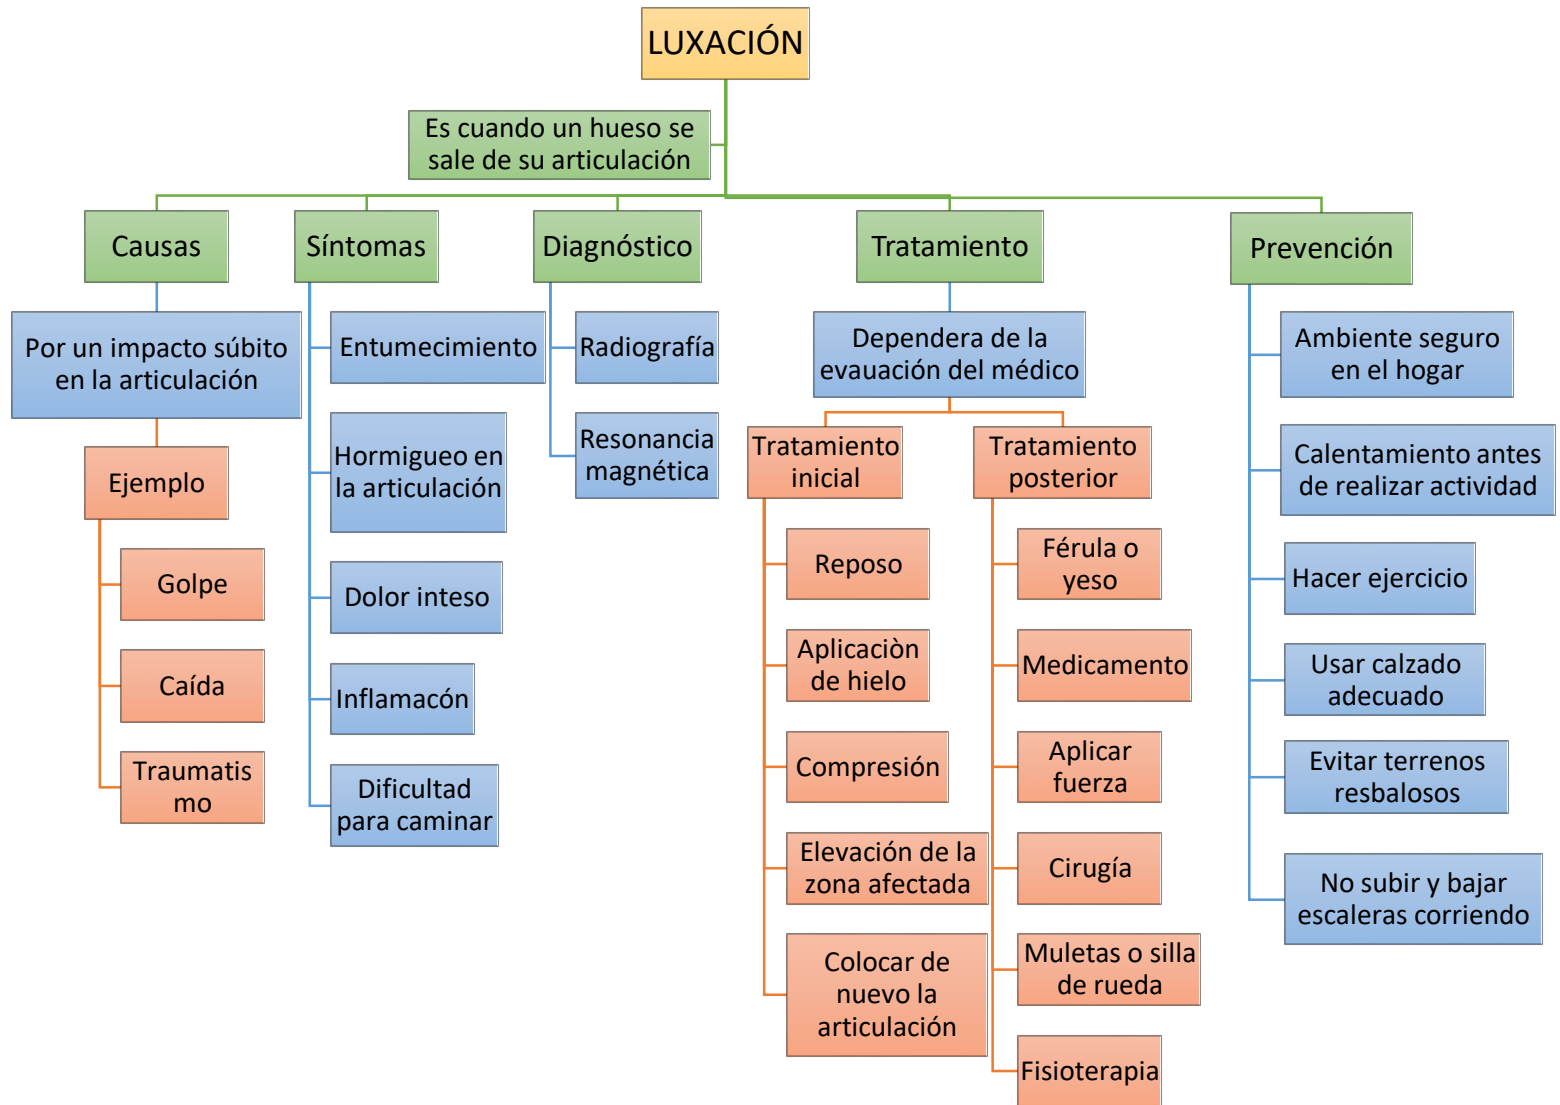 LUXACIÓN
Es cuando un hueso se
sale de su articulación
Causas
Por un impacto súbito
en la articulación
Ejemplo
Golpe
Caída
Traumatis
mo
Síntomas
Entumecimiento
Hormigueo en
la articulación
Dolor inteso
Inflamacón
Dificultad
para caminar
Diagnóstico
Radiografía
Resonancia
magnética
Tratamiento
Dependera de la
evauación del médico
Tratamiento
inicial
Reposo
Aplicaciòn
de hielo
Compresión
Elevación de la
zona afectada
Colocar de
nuevo la
articulación
Tratamiento
posterior
Férula o
yeso
Medicamento
Aplicar
fuerza
Cirugía
Muletas o silla
de rueda
Fisioterapia
Prevención
Ambiente seguro
en el hogar
Calentamiento antes
de realizar actividad
Hacer ejercicio
Usar calzado
adecuado
Evitar terrenos
resbalosos
No subir y bajar
escaleras corriendo